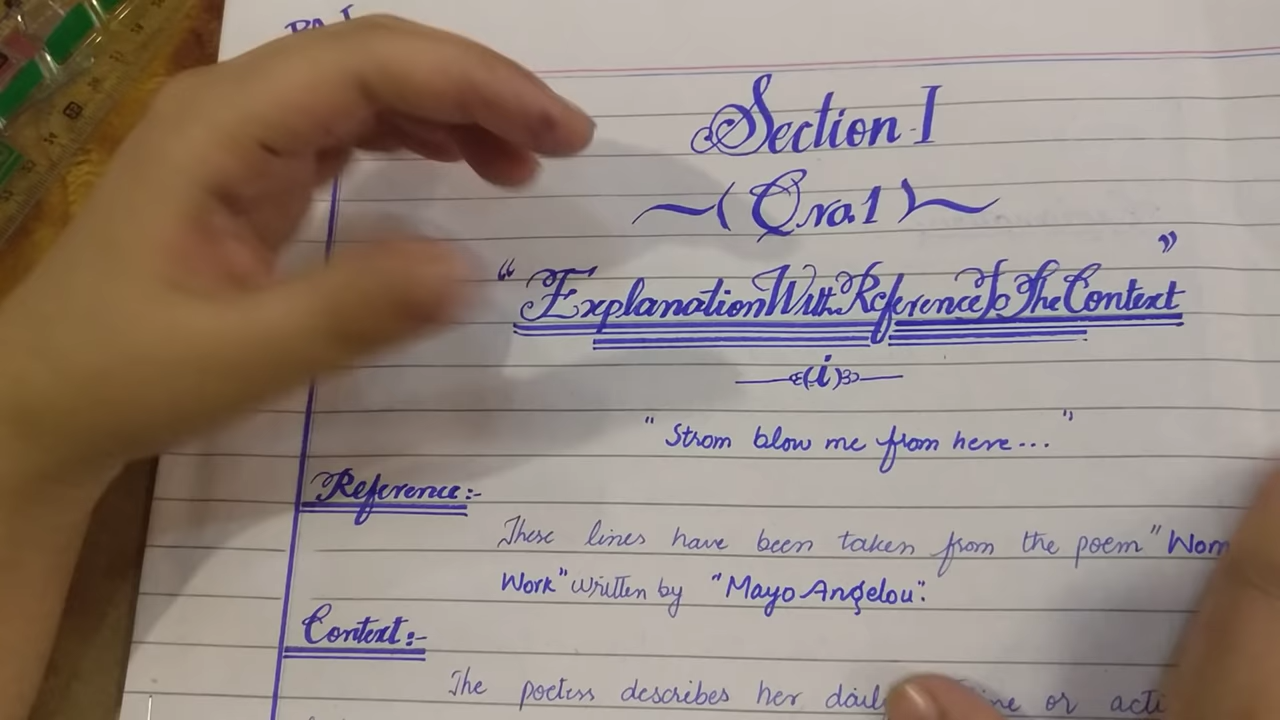 Section I
(Q no.1)
"Explanation With Reference To The Context"
(i)
"Strom blow me from here..."
Reference:-
These lines have been taken from the poem "Wom
Work" written by "Mayo Angelou".
Context:-
The poetess describes her or